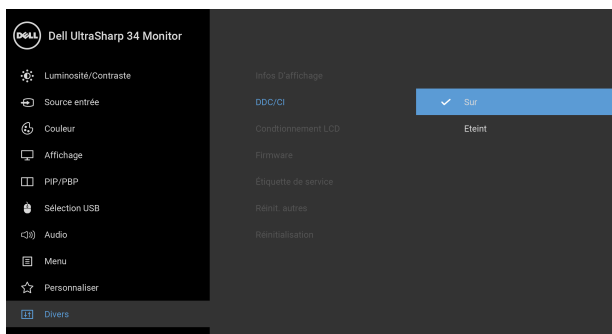 DELL Dell UltraSharp 34 Monitor
Luminosité/Contraste
Infos D'affichage
Source entrée
DDC/CI
Sur
Couleur
Condtionnement LCD
Eteint
Affichage
Firmware
PIP/PBP
Étiquette de service
Sélection USB
Réinit. autres
Audio
Réinitialisation
Menu
Personnaliser
Divers